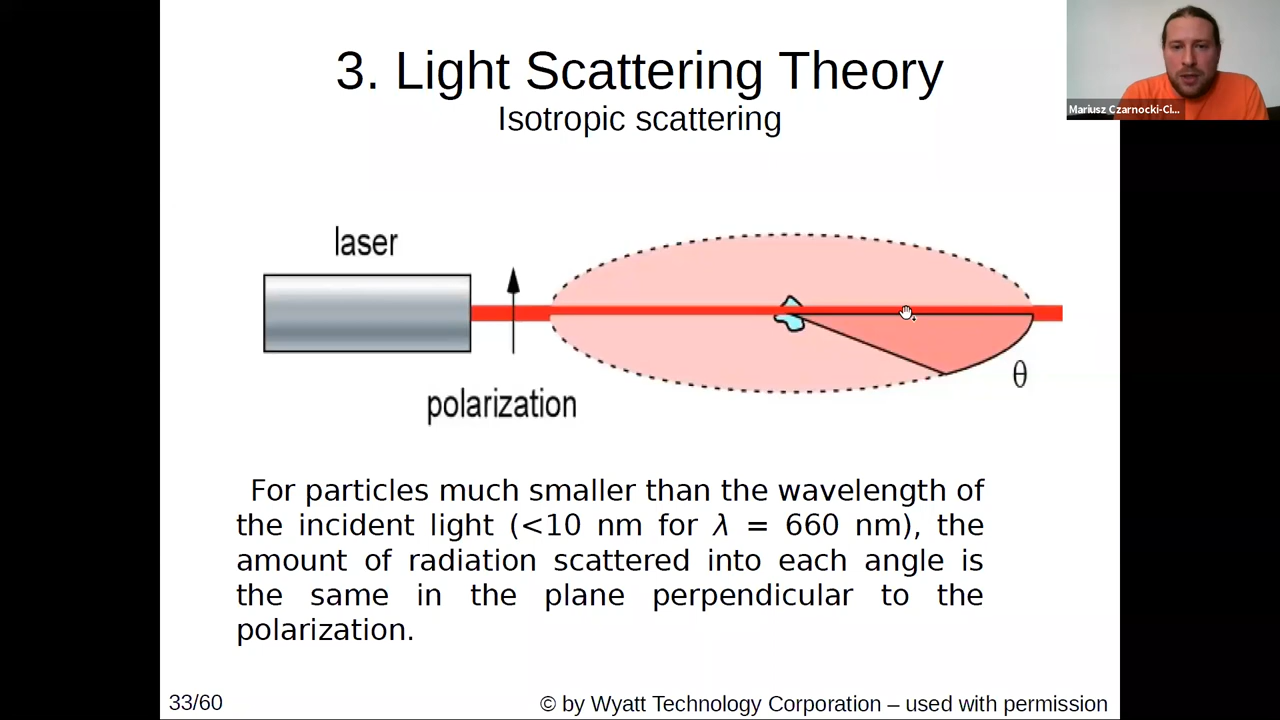 3. Light Scattering Theory
Isotropic scattering
Mariusz Czarnocki-Ci...
laser
polarization
θ
For particles much smaller than the wavelength of
the incident light (<10 nm for λ = 660 nm), the
amount of radiation scattered into each angle is
the same in the plane perpendicular to the
polarization.
33/60
© by Wyatt Technology Corporation – used with permission